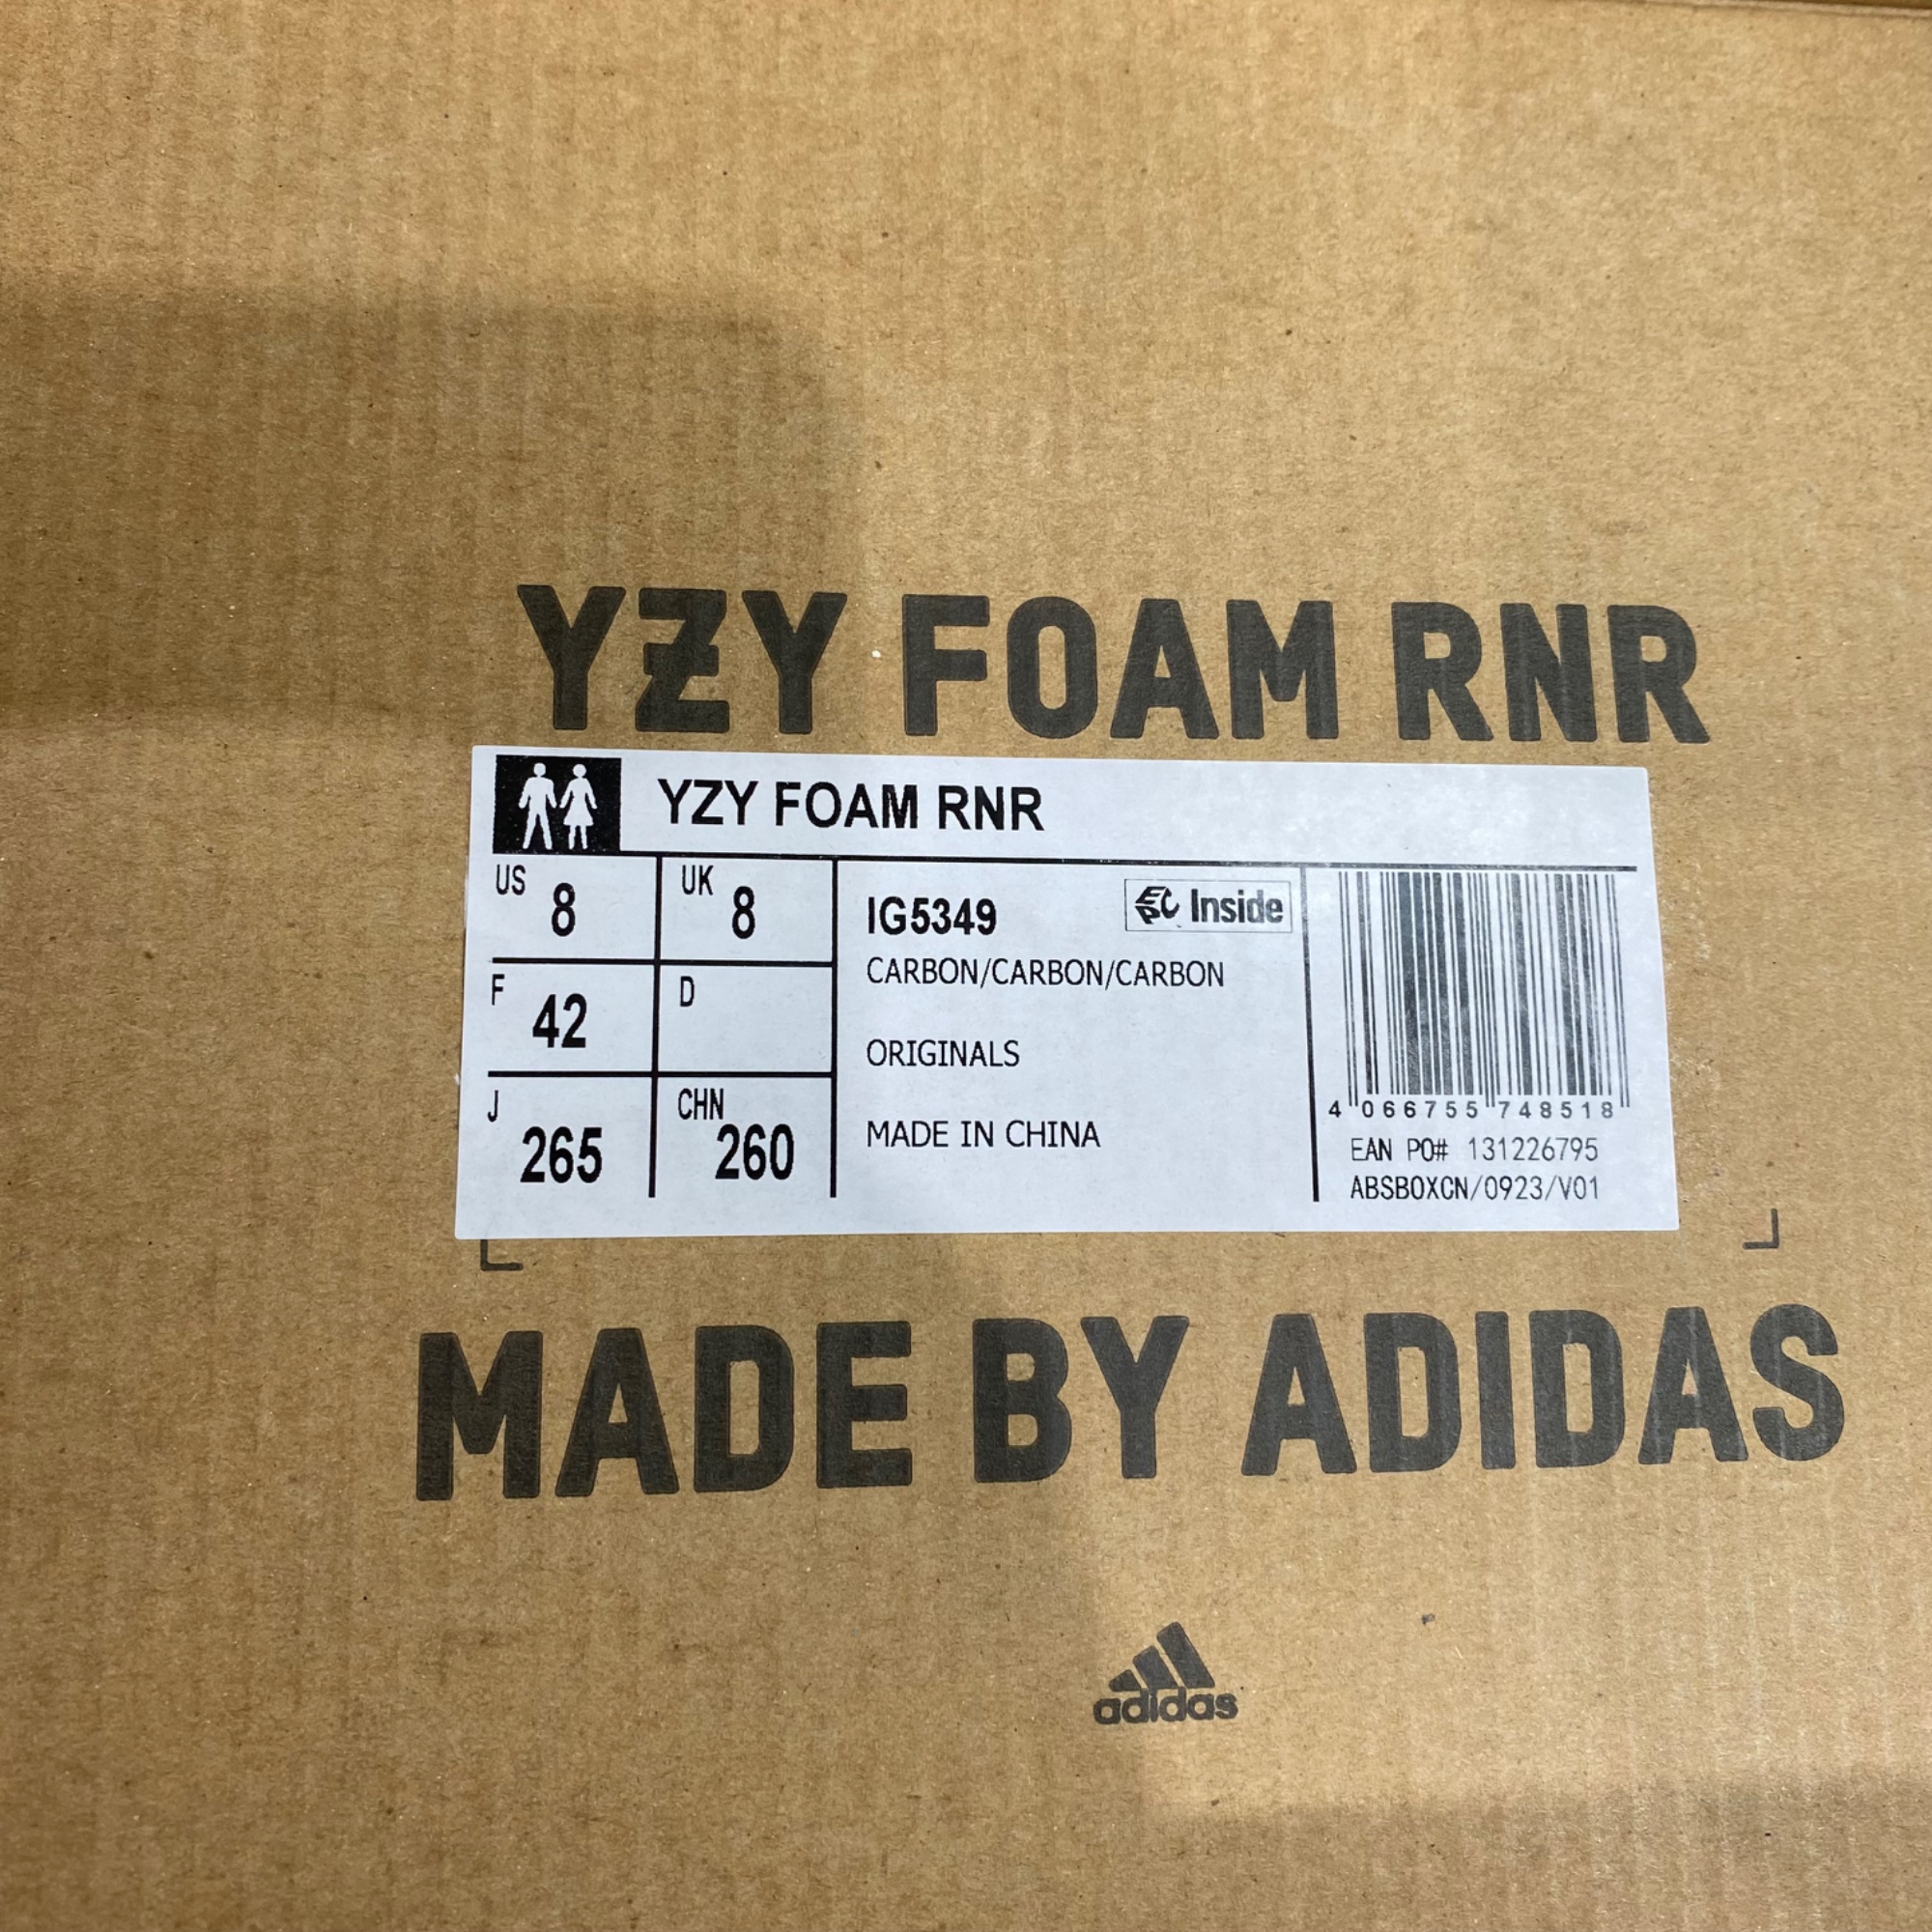 YZY FOAM RNR
YZY FOAM RNR
US 8 UK 8
F 42 D
J 265 CHN 260
IG5349
EPC Inside
CARBON/CARBON/CARBON
ORIGINALS
MADE IN CHINA
4 066755 748518
EAN PO# 131226795
ABSBOXCN/0923/V01
MADE BY ADIDAS
adidas